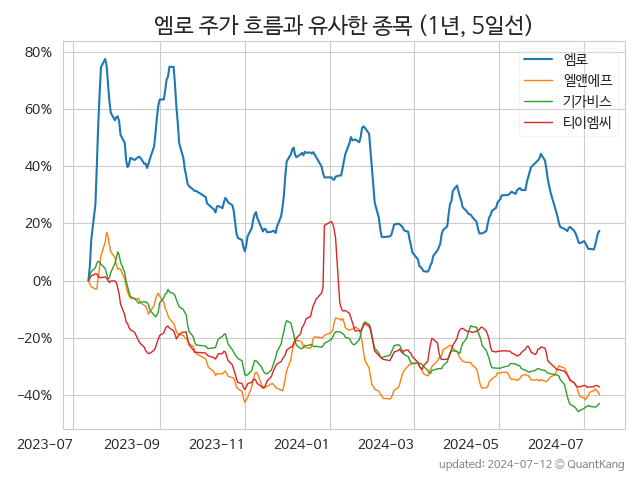 엠로 주가 흐름과 유사한 종목 (1년, 5일선)
80%
60%
40%
20%
0%
−20%
−40%
엠로
엘앤에프
기가비스
티이엠씨
2023-07
2023-09
2023-11
2024-01
2024-03
2024-05
2024-07
updated: 2024-07-12 © QuantKang